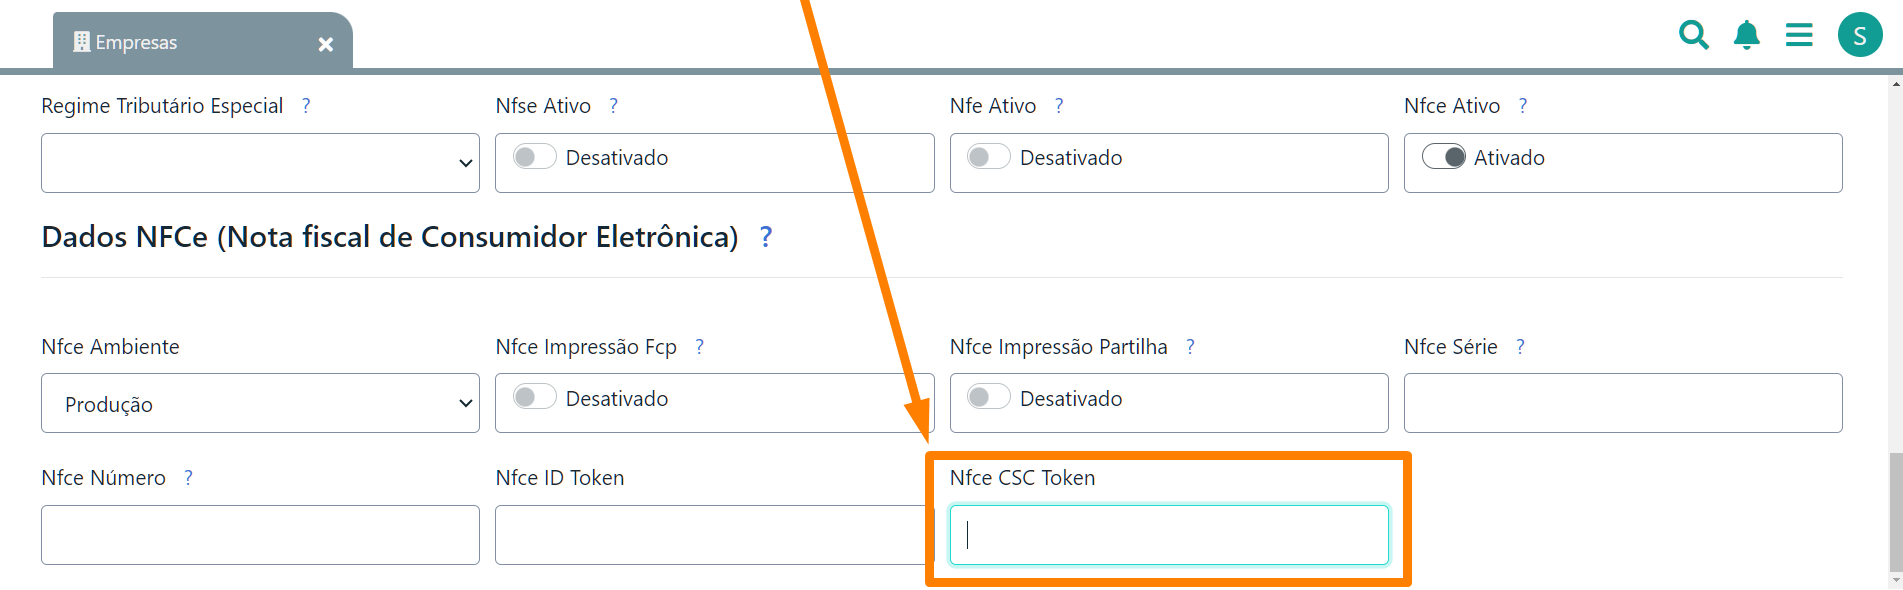 Empresas
S
Regime Tributário Especial ?
Nfse Ativo ?
Nfe Ativo ?
Nfce Ativo ?
Desativado
Desativado
Ativado
Dados NFCe (Nota fiscal de Consumidor Eletrônica) ?
Nfce Ambiente
Nfce Impressão Fcp ?
Nfce Impressão Partilha ?
Nfce Série ?
Produção
Desativado
Desativado
Nfce Número ?
Nfce ID Token
Nfce CSC Token